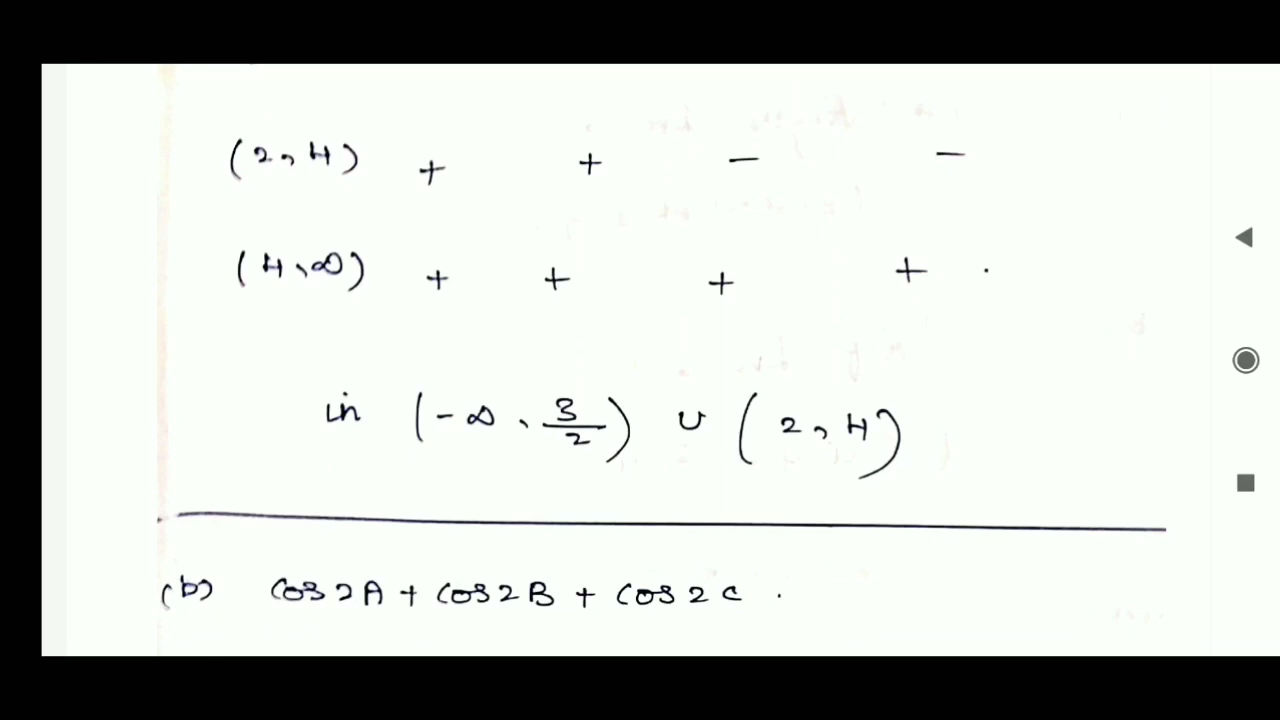 (2, 4) + + - -
(4, ∞) + + + + .
in (-∞, 3/2) ∪ (2, 4)
(b) cos 2A + cos 2B + cos 2C .